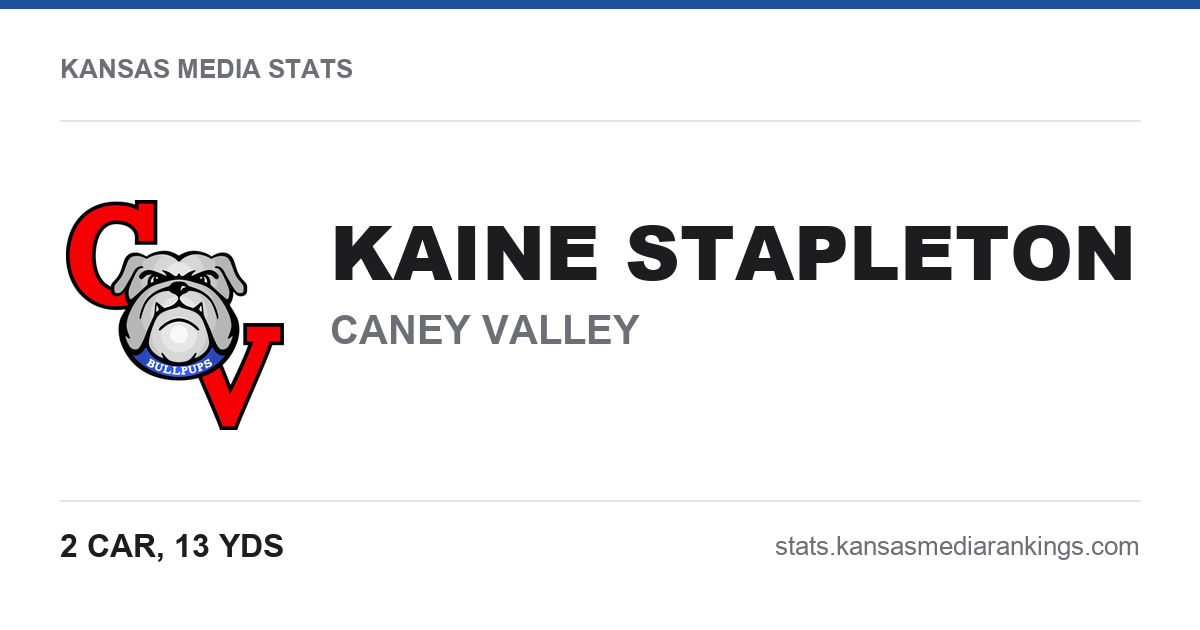 KANSAS MEDIA STATS
CV
BULLPUPS
KAINE STAPLETON
CANEY VALLEY
2 CAR, 13 YDS
stats.kansasmediarankings.com